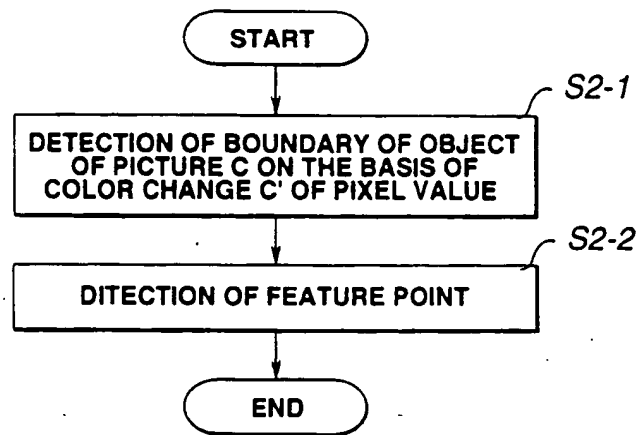 START
S2-1
DETECTION OF BOUNDARY OF OBJECT
OF PICTURE C ON THE BASIS OF
COLOR CHANGE C' OF PIXEL VALUE
S2-2
DITECTION OF FEATURE POINT
END